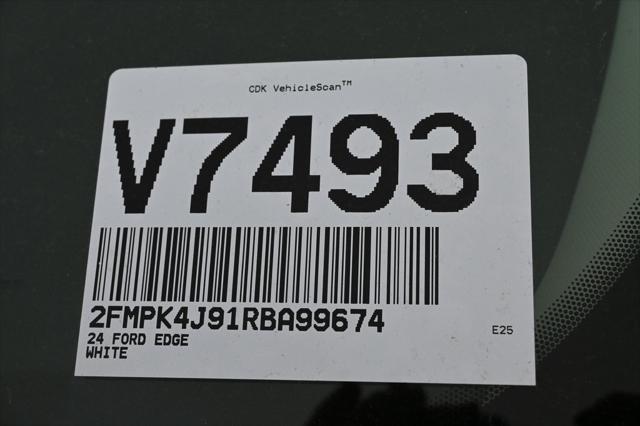 CDK VehicleScan™
V7493
2FMPK4J91RBA99674
24 FORD EDGE
WHITE
E25